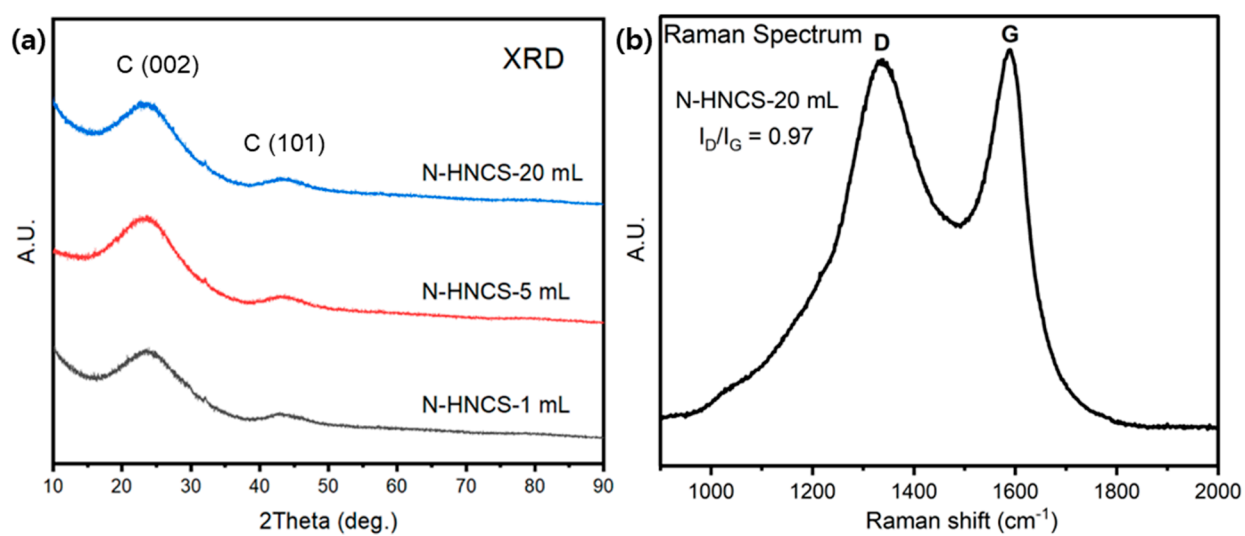 (a)
XRD
C (002)
C (101)
N-HNCS-20 mL
N-HNCS-5 mL
N-HNCS-1 mL
A.U.
10 20 30 40 50 60 70 80 90
2Theta (deg.)
(b)
Raman Spectrum
D
G
N-HNCS-20 mL
I_D/I_G = 0.97
A.U.
1000 1200 1400 1600 1800 2000
Raman shift (cm⁻¹)